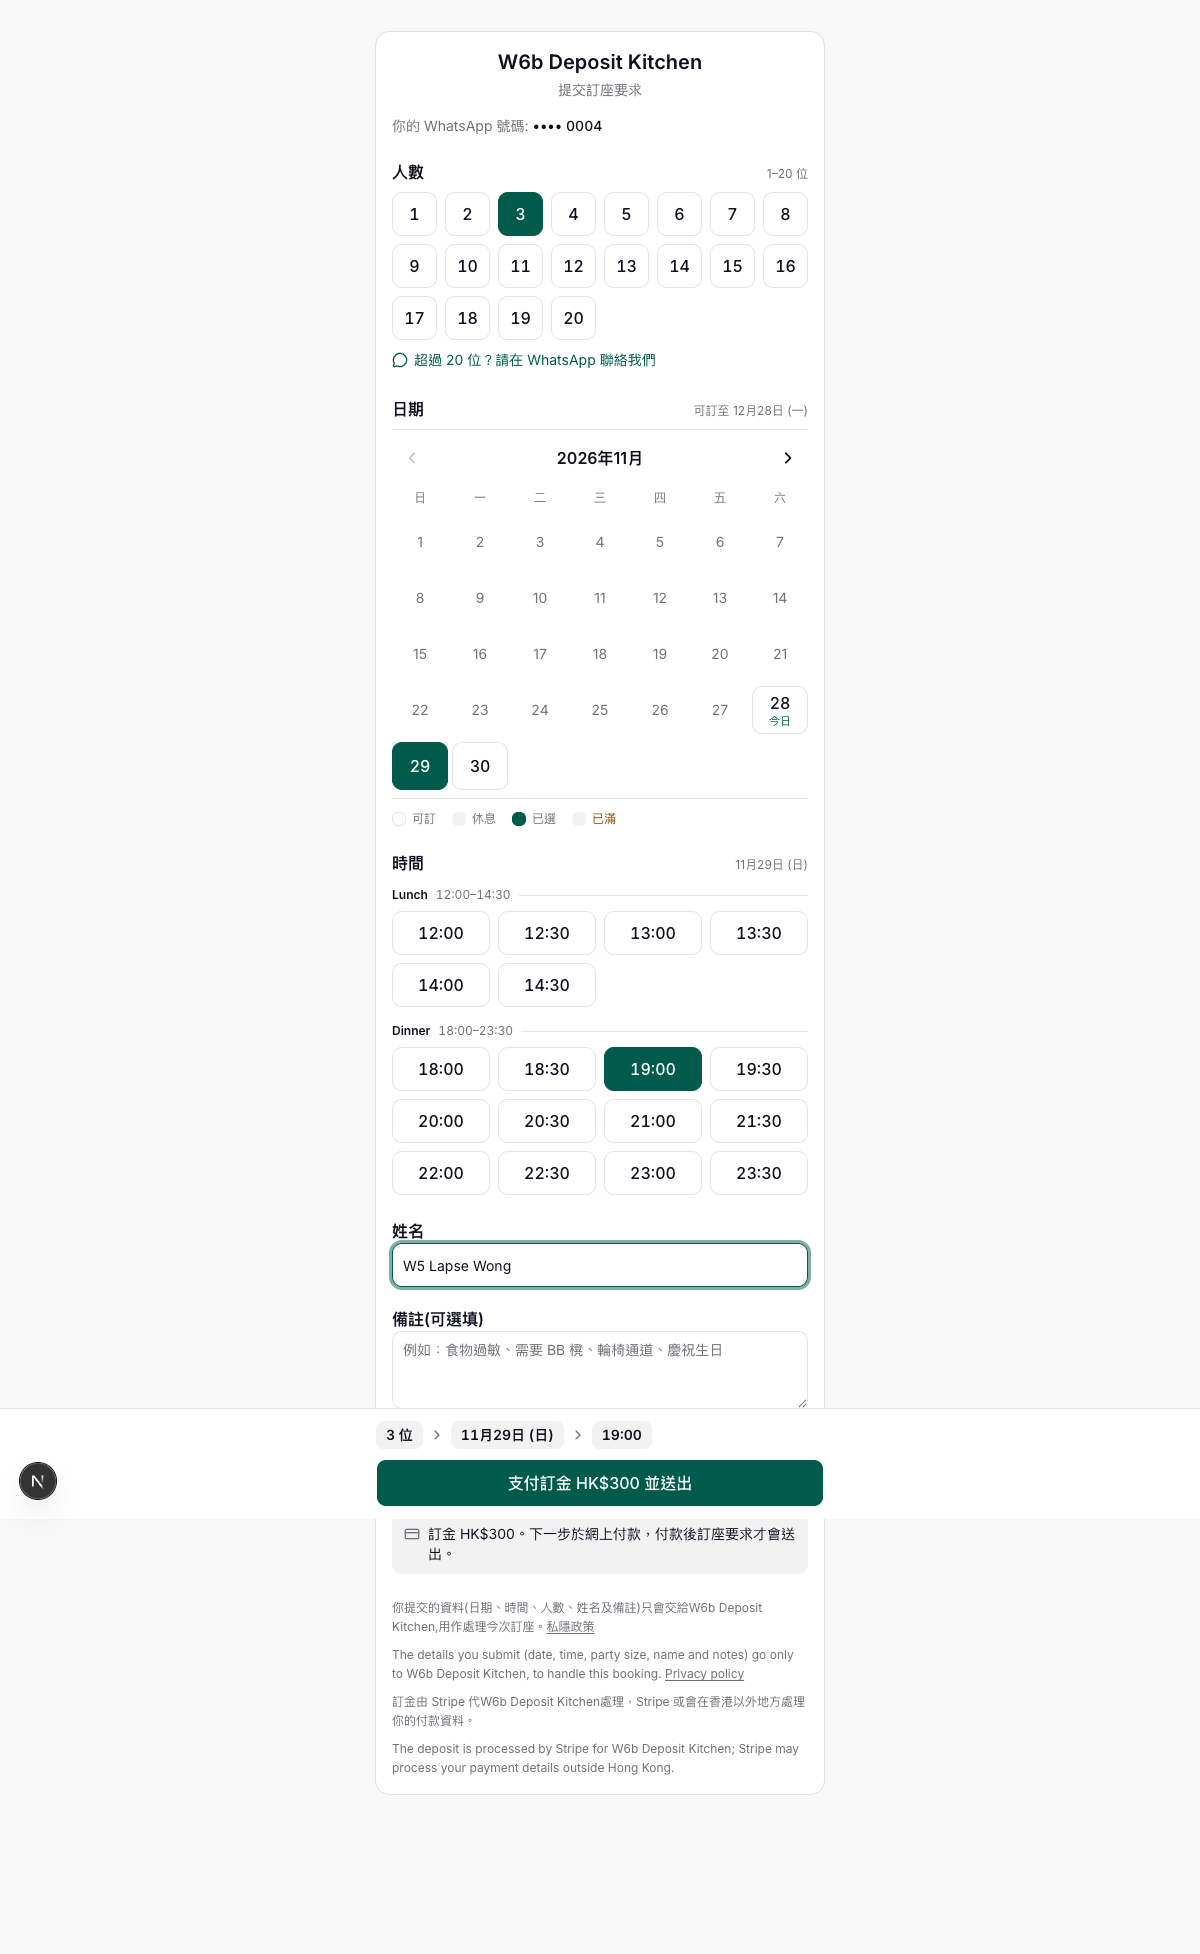 W6b Deposit Kitchen
提交訂座要求
你的 WhatsApp 號碼: •••• 0004
人數 1–20 位
1 2 3 4 5 6 7 8
9 10 11 12 13 14 15 16
17 18 19 20
超過 20 位？請在 WhatsApp 聯絡我們
日期 可訂至 12月28日 (一)
2026年11月
日 一 二 三 四 五 六
1 2 3 4 5 6 7
8 9 10 11 12 13 14
15 16 17 18 19 20 21
22 23 24 25 26 27 28
今日
29 30
可訂 休息 已選 已滿
時間 11月29日 (日)
Lunch 12:00–14:30
12:00 12:30 13:00 13:30
14:00 14:30
Dinner 18:00–23:30
18:00 18:30 19:00 19:30
20:00 20:30 21:00 21:30
22:00 22:30 23:00 23:30
姓名
W5 Lapse Wong
備註(可選填)
例如：食物過敏、需要 BB 櫈、輪椅通道、慶祝生日
3 位 11月29日 (日) 19:00
支付訂金 HK$300 並送出
N
訂金 HK$300。下一步於網上付款，付款後訂座要求才會送
出。
你提交的資料(日期、時間、人數、姓名及備註)只會交給W6b Deposit
Kitchen,用作處理今次訂座。私隱政策
The details you submit (date, time, party size, name and notes) go only
to W6b Deposit Kitchen, to handle this booking. Privacy policy
訂金由 Stripe 代W6b Deposit Kitchen處理，Stripe 或會在香港以外地方處理
你的付款資料。
The deposit is processed by Stripe for W6b Deposit Kitchen; Stripe may
process your payment details outside Hong Kong.